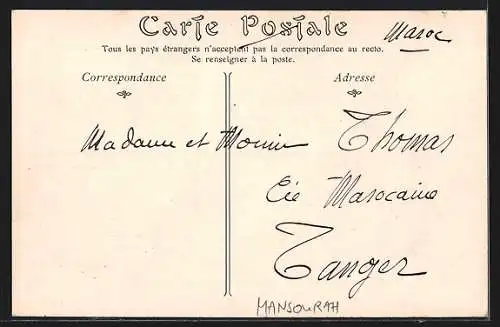 Carte Postale
Maroc
Tous les pays étrangers n'acceptent pas la correspondance au recto.
Se renseigner à la poste.
Correspondance
Adresse
Madame et Monsieur Thomas
Cie Marocaine
Tanger
MANSOURAH